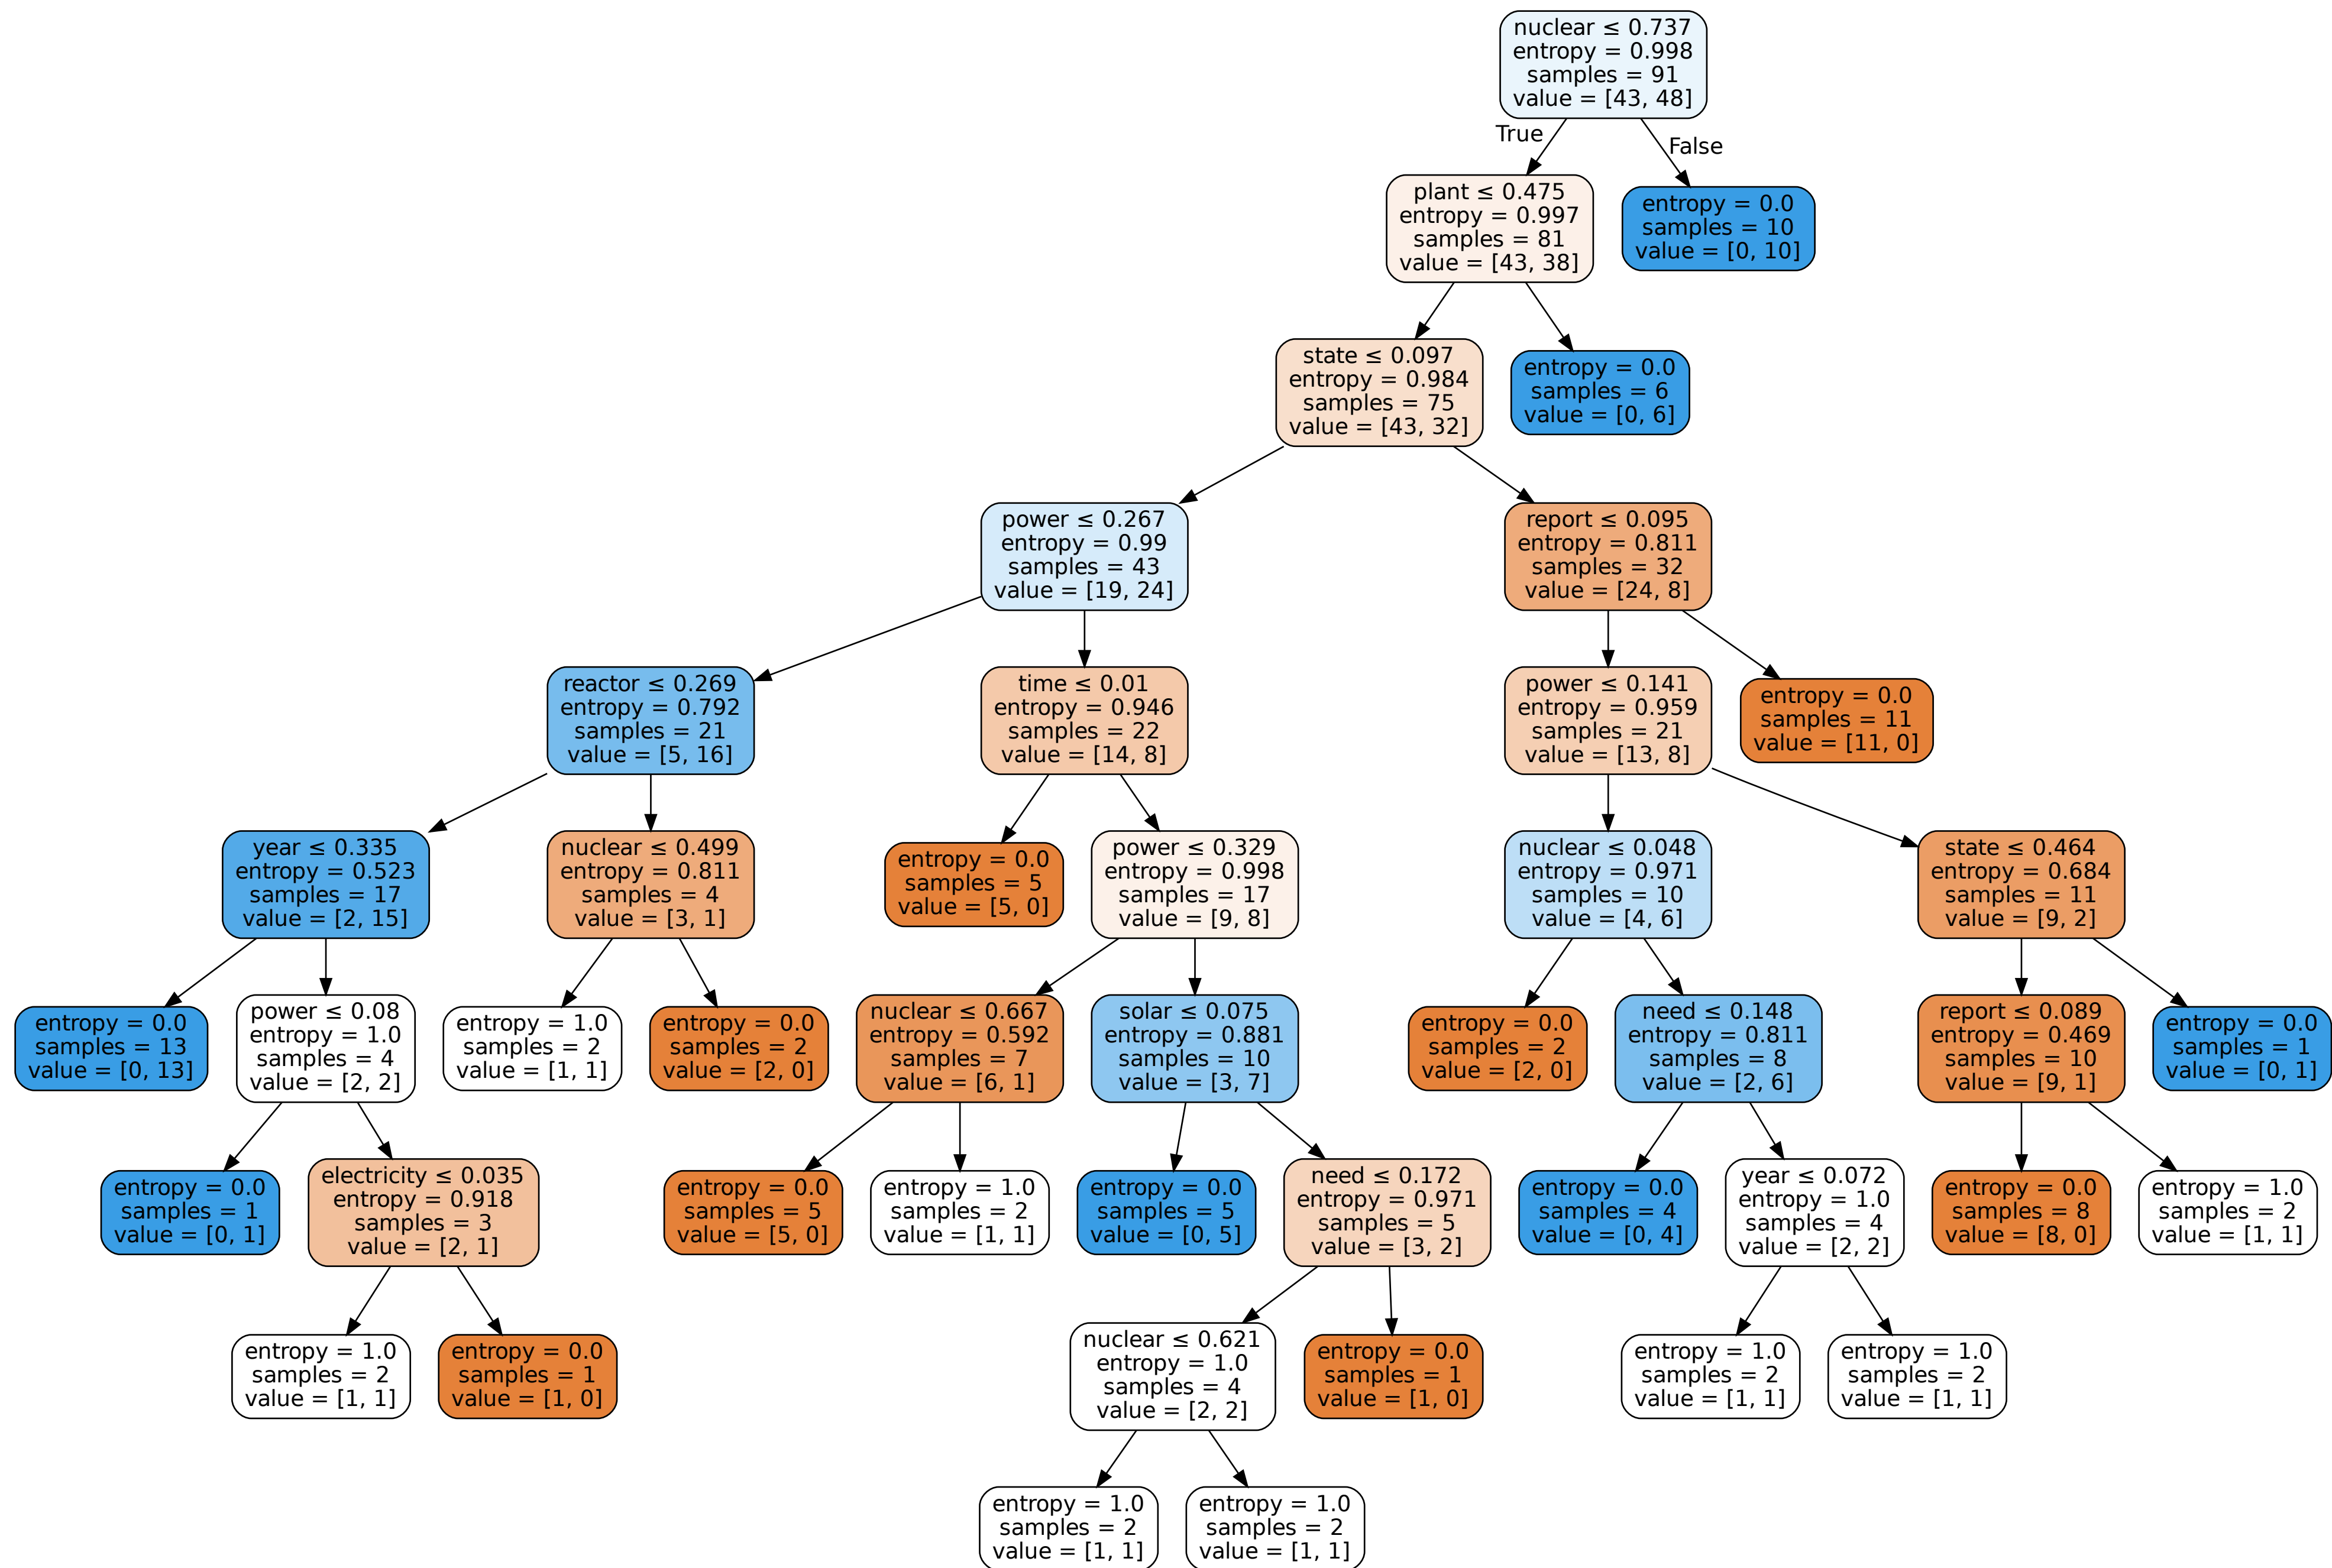 nuclear ≤ 0.737
entropy = 0.998
samples = 91
value = [43, 48]
True
False
plant ≤ 0.475
entropy = 0.997
samples = 81
value = [43, 38]
entropy = 0.0
samples = 10
value = [0, 10]
state ≤ 0.097
entropy = 0.984
samples = 75
value = [43, 32]
entropy = 0.0
samples = 6
value = [0, 6]
power ≤ 0.267
entropy = 0.99
samples = 43
value = [19, 24]
report ≤ 0.095
entropy = 0.811
samples = 32
value = [24, 8]
reactor ≤ 0.269
entropy = 0.792
samples = 21
value = [5, 16]
time ≤ 0.01
entropy = 0.946
samples = 22
value = [14, 8]
power ≤ 0.141
entropy = 0.959
samples = 21
value = [13, 8]
entropy = 0.0
samples = 11
value = [11, 0]
year ≤ 0.335
entropy = 0.523
samples = 17
value = [2, 15]
nuclear ≤ 0.499
entropy = 0.811
samples = 4
value = [3, 1]
entropy = 0.0
samples = 5
value = [5, 0]
power ≤ 0.329
entropy = 0.998
samples = 17
value = [9, 8]
nuclear ≤ 0.048
entropy = 0.971
samples = 10
value = [4, 6]
state ≤ 0.464
entropy = 0.684
samples = 11
value = [9, 2]
entropy = 0.0
samples = 13
value = [0, 13]
power ≤ 0.08
entropy = 1.0
samples = 4
value = [2, 2]
entropy = 1.0
samples = 2
value = [1, 1]
entropy = 0.0
samples = 2
value = [2, 0]
nuclear ≤ 0.667
entropy = 0.592
samples = 7
value = [6, 1]
solar ≤ 0.075
entropy = 0.881
samples = 10
value = [3, 7]
entropy = 0.0
samples = 2
value = [2, 0]
need ≤ 0.148
entropy = 0.811
samples = 8
value = [2, 6]
report ≤ 0.089
entropy = 0.469
samples = 10
value = [9, 1]
entropy = 0.0
samples = 1
value = [0, 1]
entropy = 0.0
samples = 1
value = [0, 1]
electricity ≤ 0.035
entropy = 0.918
samples = 3
value = [2, 1]
entropy = 0.0
samples = 5
value = [5, 0]
entropy = 1.0
samples = 2
value = [1, 1]
entropy = 0.0
samples = 5
value = [0, 5]
need ≤ 0.172
entropy = 0.971
samples = 5
value = [3, 2]
entropy = 0.0
samples = 4
value = [0, 4]
year ≤ 0.072
entropy = 1.0
samples = 4
value = [2, 2]
entropy = 0.0
samples = 8
value = [8, 0]
entropy = 1.0
samples = 2
value = [1, 1]
entropy = 1.0
samples = 2
value = [1, 1]
entropy = 0.0
samples = 1
value = [1, 0]
nuclear ≤ 0.621
entropy = 1.0
samples = 4
value = [2, 2]
entropy = 0.0
samples = 1
value = [1, 0]
entropy = 1.0
samples = 2
value = [1, 1]
entropy = 1.0
samples = 2
value = [1, 1]
entropy = 1.0
samples = 2
value = [1, 1]
entropy = 1.0
samples = 2
value = [1, 1]